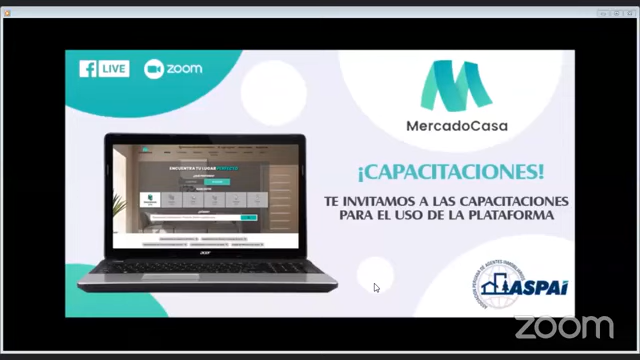 f LIVE
zoom
MercadoCasa
ENCUENTRA TU LUGAR PERFECTO
acer
¡CAPACITACIONES!
TE INVITAMOS A LAS CAPACITACIONES
PARA EL USO DE LA PLATAFORMA
ASPAI
zoom